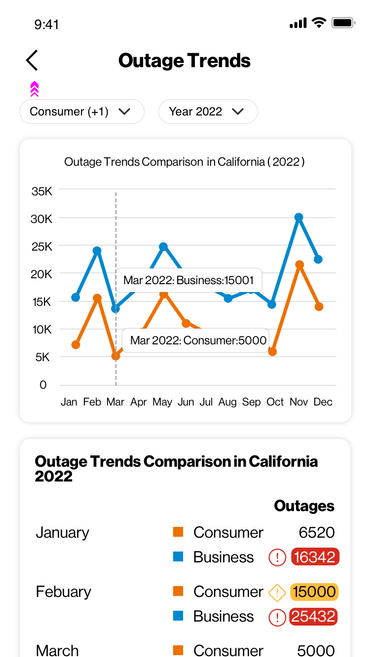 9:41
Outage Trends
Consumer (+1)
Year 2022
Outage Trends Comparison in California ( 2022 )
35K
30K
25K
20K
15K
10K
5K
0
Mar 2022: Business:15001
Mar 2022: Consumer:5000
Jan Feb Mar Apr May Jun Jul Aug Sep Oct Nov Dec
Outage Trends Comparison in California
2022
Outages
January Consumer 6520
Business ! 16342
Febuary Consumer ! 15000
Business ! 25432
March Consumer 5000